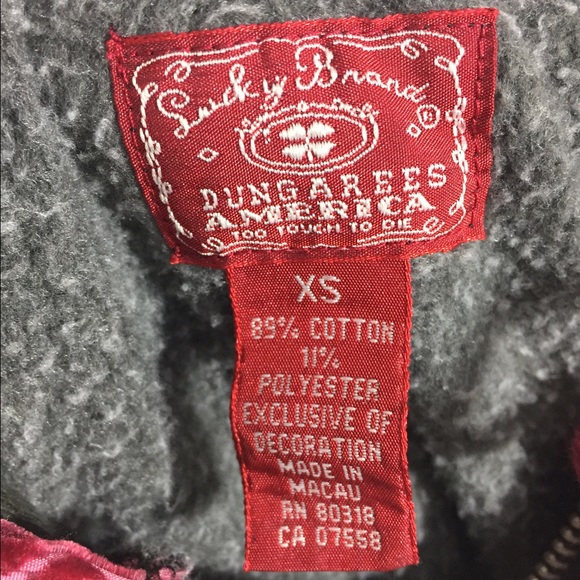 Lucky Brand®
DUNGAREES
AMERICA
TOO TOUGH TO DIE
XS
89% COTTON
11%
POLYESTER
EXCLUSIVE OF
DECORATION
MADE IN
MACAU
RN 80318
CA 07558